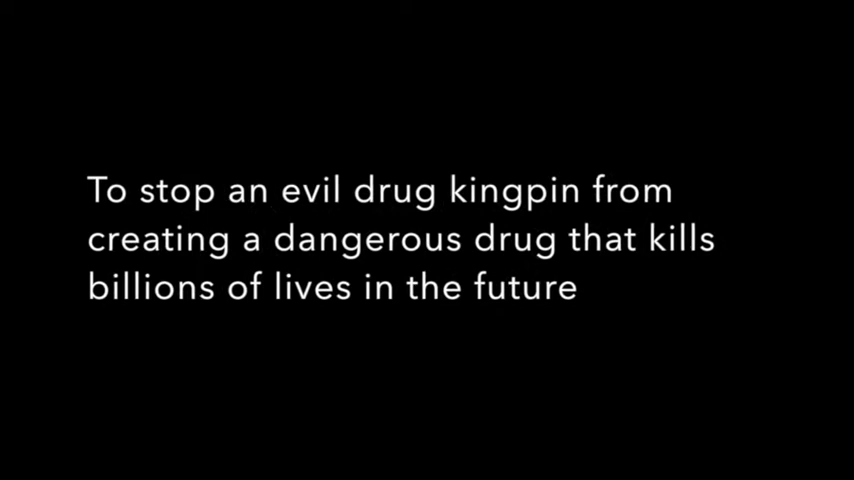 To stop an evil drug kingpin from
creating a dangerous drug that kills
billions of lives in the future